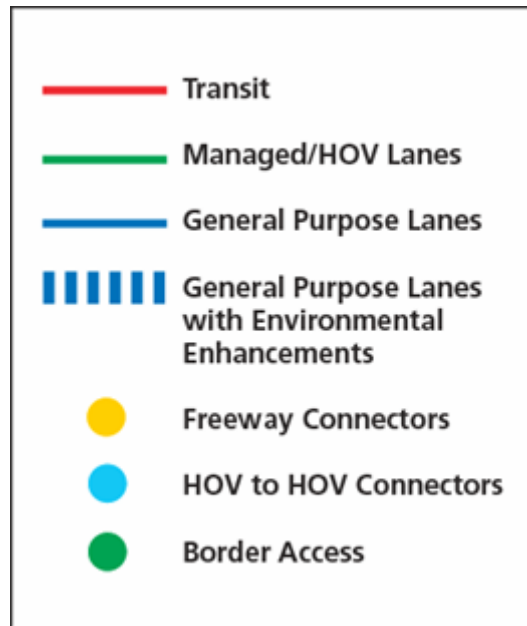 Transit
Managed/HOV Lanes
General Purpose Lanes
General Purpose Lanes
with Environmental
Enhancements
Freeway Connectors
HOV to HOV Connectors
Border Access